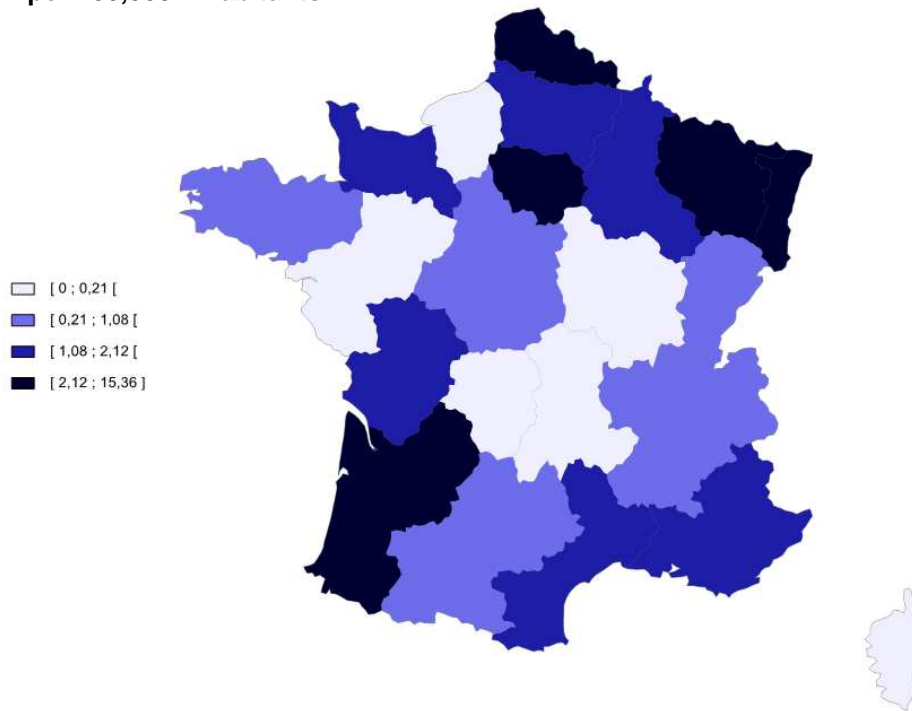 [ 0 ; 0,21 [
[ 0,21 ; 1,08 [
[ 1,08 ; 2,12 [
[ 2,12 ; 15,36 ]